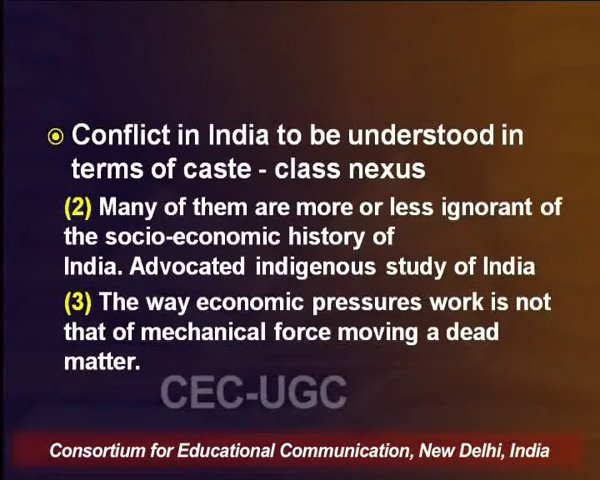 Conflict in India to be understood in
terms of caste - class nexus
(2) Many of them are more or less ignorant of
the socio-economic history of
India. Advocated indigenous study of India
(3) The way economic pressures work is not
that of mechanical force moving a dead
matter.
CEC-UGC
Consortium for Educational Communication, New Delhi, India